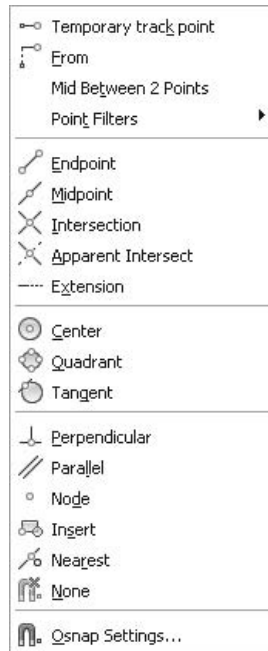 Temporary track point
From
Mid Between 2 Points
Point Filters
Endpoint
Midpoint
Intersection
Apparent Intersect
Extension
Center
Quadrant
Tangent
Perpendicular
Parallel
Node
Insert
Nearest
None
Osnap Settings...